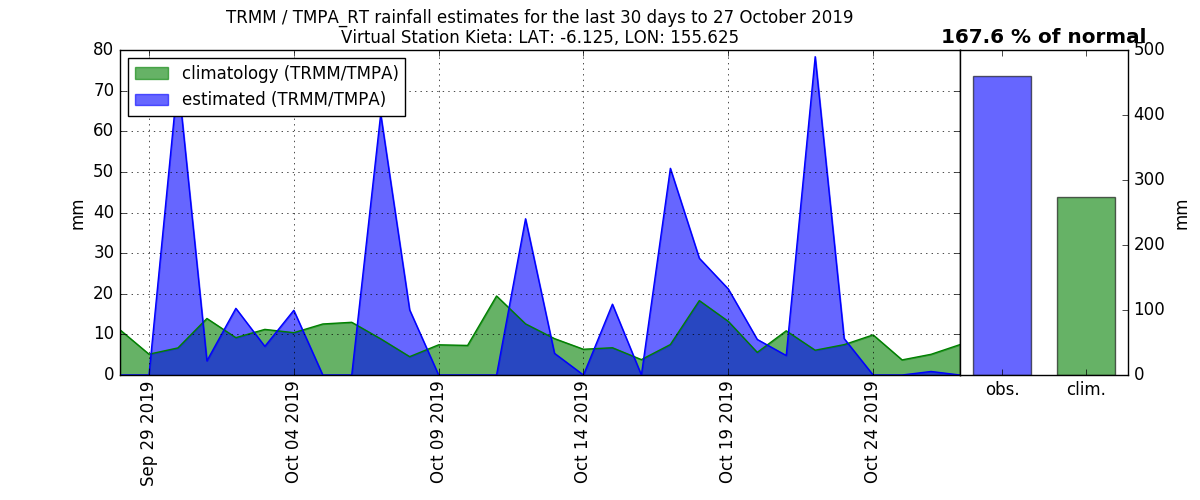 TRMM / TMPA_RT rainfall estimates for the last 30 days to 27 October 2019
Virtual Station Kieta: LAT: -6.125, LON: 155.625
167.6 % of normal
climatology (TRMM/TMPA)
estimated (TRMM/TMPA)
80
70
60
50
40
30
20
10
0
mm
Sep 29 2019
Oct 04 2019
Oct 09 2019
Oct 14 2019
Oct 19 2019
Oct 24 2019
500
400
300
200
100
0
mm
obs.
clim.